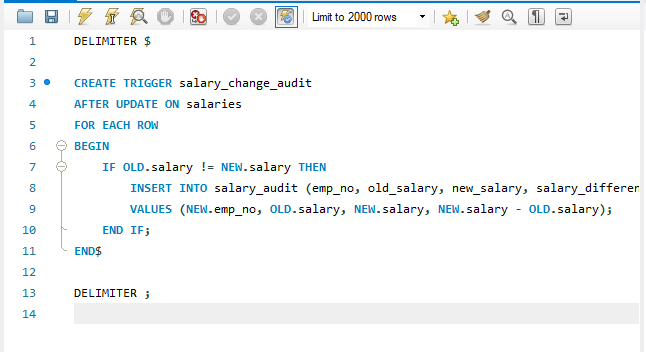 Limit to 2000 rows
1 DELIMITER $
2
3 CREATE TRIGGER salary_change_audit
4 AFTER UPDATE ON salaries
5 FOR EACH ROW
6 BEGIN
7 IF OLD.salary != NEW.salary THEN
8 INSERT INTO salary_audit (emp_no, old_salary, new_salary, salary_differen
9 VALUES (NEW.emp_no, OLD.salary, NEW.salary, NEW.salary - OLD.salary);
10 END IF;
11 END$
12
13 DELIMITER ;
14